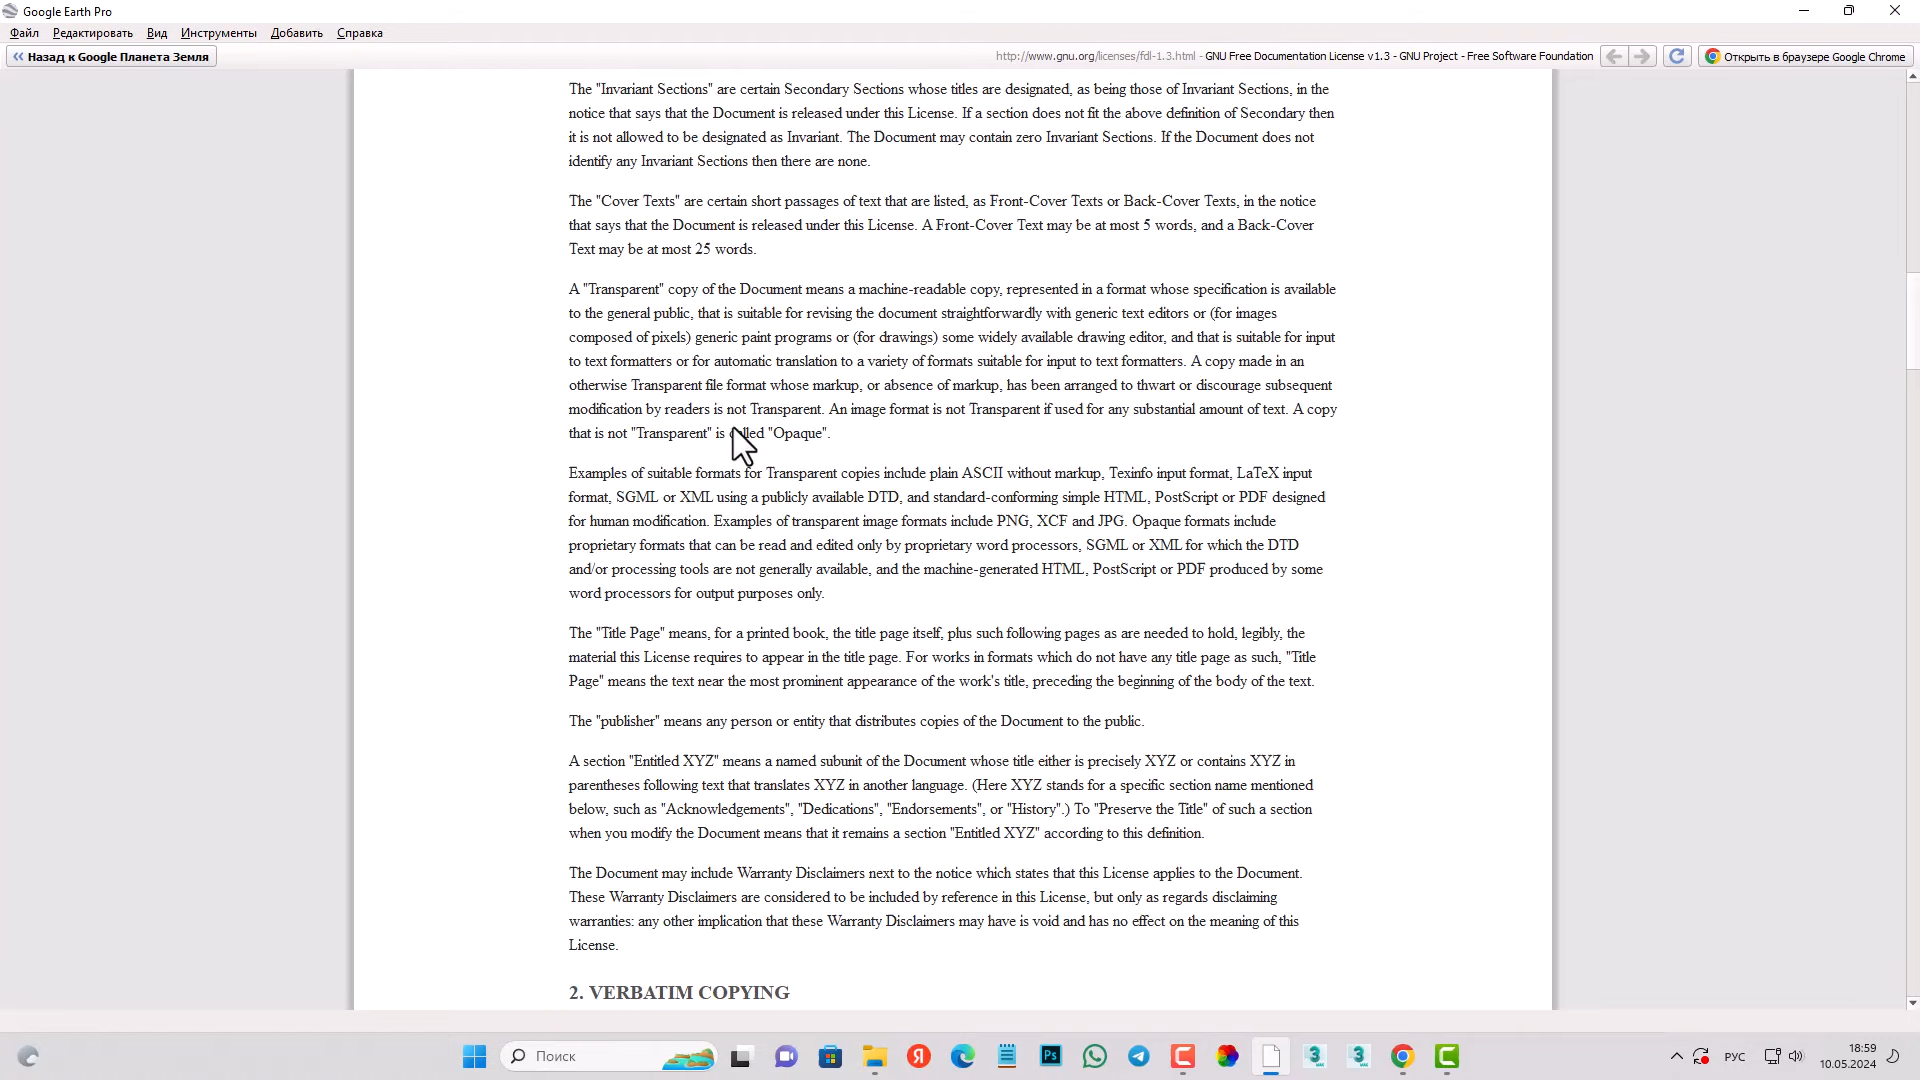 Google Earth Pro
Файл Редактировать Вид Инструменты Добавить Справка
Назад к Google Планета Земля http://www.gnu.org/licenses/fdl-1.3.html - GNU Free Documentation License v1.3 - GNU Project - Free Software Foundation Открыть в браузере Google Chrome
The "Invariant Sections" are certain Secondary Sections whose titles are designated, as being those of Invariant Sections, in the
notice that says that the Document is released under this License. If a section does not fit the above definition of Secondary then
it is not allowed to be designated as Invariant. The Document may contain zero Invariant Sections. If the Document does not
identify any Invariant Sections then there are none.
The "Cover Texts" are certain short passages of text that are listed, as Front-Cover Texts or Back-Cover Texts, in the notice
that says that the Document is released under this License. A Front-Cover Text may be at most 5 words, and a Back-Cover
Text may be at most 25 words.
A "Transparent" copy of the Document means a machine-readable copy, represented in a format whose specification is available
to the general public, that is suitable for revising the document straightforwardly with generic text editors or (for images
composed of pixels) generic paint programs or (for drawings) some widely available drawing editor, and that is suitable for input
to text formatters or for automatic translation to a variety of formats suitable for input to text formatters. A copy made in an
otherwise Transparent file format whose markup, or absence of markup, has been arranged to thwart or discourage subsequent
modification by readers is not Transparent. An image format is not Transparent if used for any substantial amount of text. A copy
that is not "Transparent" is called "Opaque".
Examples of suitable formats for Transparent copies include plain ASCII without markup, Texinfo input format, LaTeX input
format, SGML or XML using a publicly available DTD, and standard-conforming simple HTML, PostScript or PDF designed
for human modification. Examples of transparent image formats include PNG, XCF and JPG. Opaque formats include
proprietary formats that can be read and edited only by proprietary word processors, SGML or XML for which the DTD
and/or processing tools are not generally available, and the machine-generated HTML, PostScript or PDF produced by some
word processors for output purposes only.
The "Title Page" means, for a printed book, the title page itself, plus such following pages as are needed to hold, legibly, the
material this License requires to appear in the title page. For works in formats which do not have any title page as such, "Title
Page" means the text near the most prominent appearance of the work's title, preceding the beginning of the body of the text.
The "publisher" means any person or entity that distributes copies of the Document to the public.
A section "Entitled XYZ" means a named subunit of the Document whose title either is precisely XYZ or contains XYZ in
parentheses following text that translates XYZ in another language. (Here XYZ stands for a specific section name mentioned
below, such as "Acknowledgements", "Dedications", "Endorsements", or "History".) To "Preserve the Title" of such a section
when you modify the Document means that it remains a section "Entitled XYZ" according to this definition.
The Document may include Warranty Disclaimers next to the notice which states that this License applies to the Document.
These Warranty Disclaimers are considered to be included by reference in this License, but only as regards disclaiming
warranties: any other implication that these Warranty Disclaimers may have is void and has no effect on the meaning of this
License.
2. VERBATIM COPYING
Поиск
Я
Ps
3
3
РУС
18:59
10.05.2024